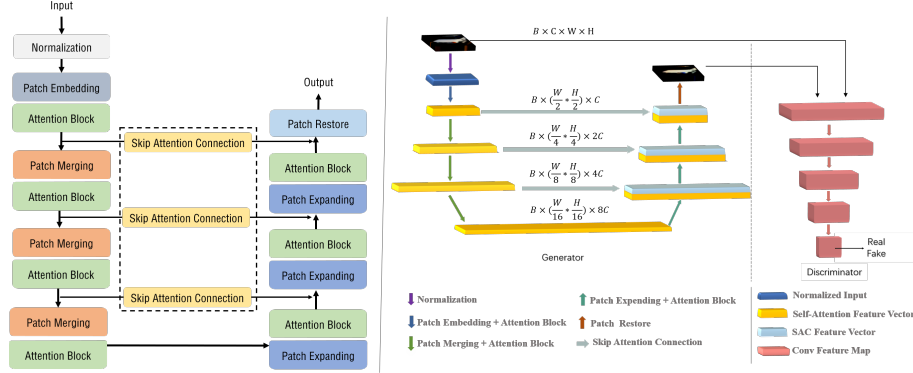 Input
Normalization
Patch Embedding
Attention Block
Skip Attention Connection
Patch Merging
Attention Block
Skip Attention Connection
Patch Merging
Attention Block
Skip Attention Connection
Patch Merging
Attention Block
Output
Patch Restore
Attention Block
Patch Expanding
Attention Block
Patch Expanding
Attention Block
Patch Expanding
B × C × W × H
B × (W/2 * H/2) × C
B × (W/4 * H/4) × 2C
B × (W/8 * H/8) × 4C
B × (W/16 * H/16) × 8C
Generator
Real
Fake
Discriminator
Normalization
Patch Embedding + Attention Block
Patch Merging + Attention Block
Patch Expending + Attention Block
Patch Restore
Skip Attention Connection
Normalized Input
Self-Attention Feature Vector
SAC Feature Vector
Conv Feature Map